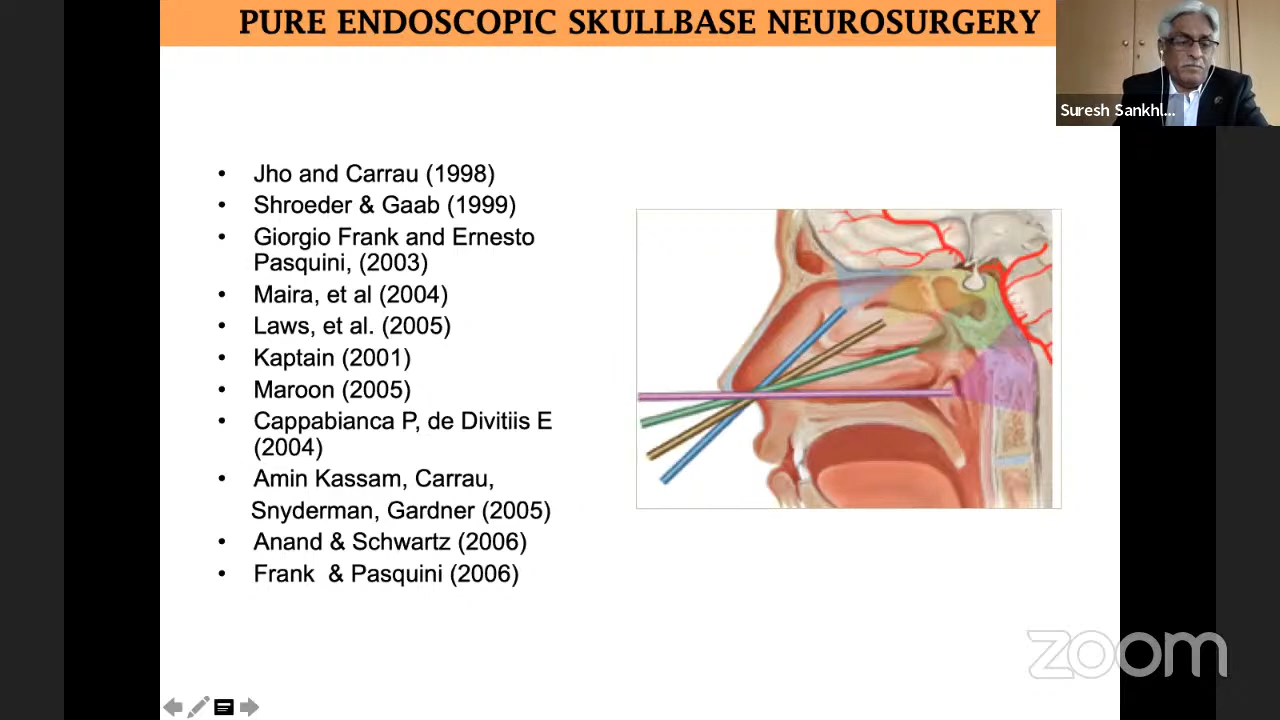 PURE ENDOSCOPIC SKULLBASE NEUROSURGERY
Suresh Sankhl...
• Jho and Carrau (1998)
• Shroeder & Gaab (1999)
• Giorgio Frank and Ernesto
Pasquini, (2003)
• Maira, et al (2004)
• Laws, et al. (2005)
• Kaptain (2001)
• Maroon (2005)
• Cappabianca P, de Divitiis E
(2004)
• Amin Kassam, Carrau,
Snyderman, Gardner (2005)
• Anand & Schwartz (2006)
• Frank & Pasquini (2006)
zoom